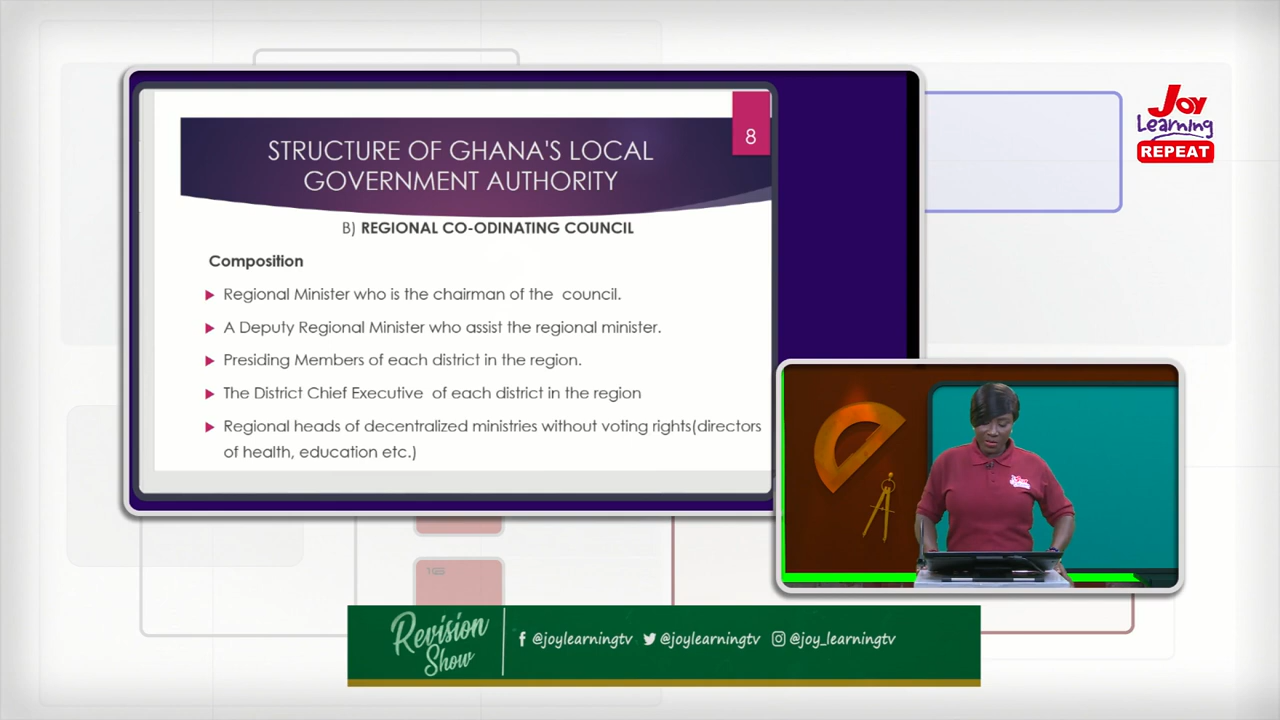 8
STRUCTURE OF GHANA'S LOCAL
GOVERNMENT AUTHORITY
B) REGIONAL CO-ODINATING COUNCIL
Composition
Regional Minister who is the chairman of the council.
A Deputy Regional Minister who assist the regional minister.
Presiding Members of each district in the region.
The District Chief Executive of each district in the region
Regional heads of decentralized ministries without voting rights(directors
of health, education etc.)
Joy
Learning
REPEAT
Revision
Show
@joylearningtv @joylearningtv @joy_learningtv